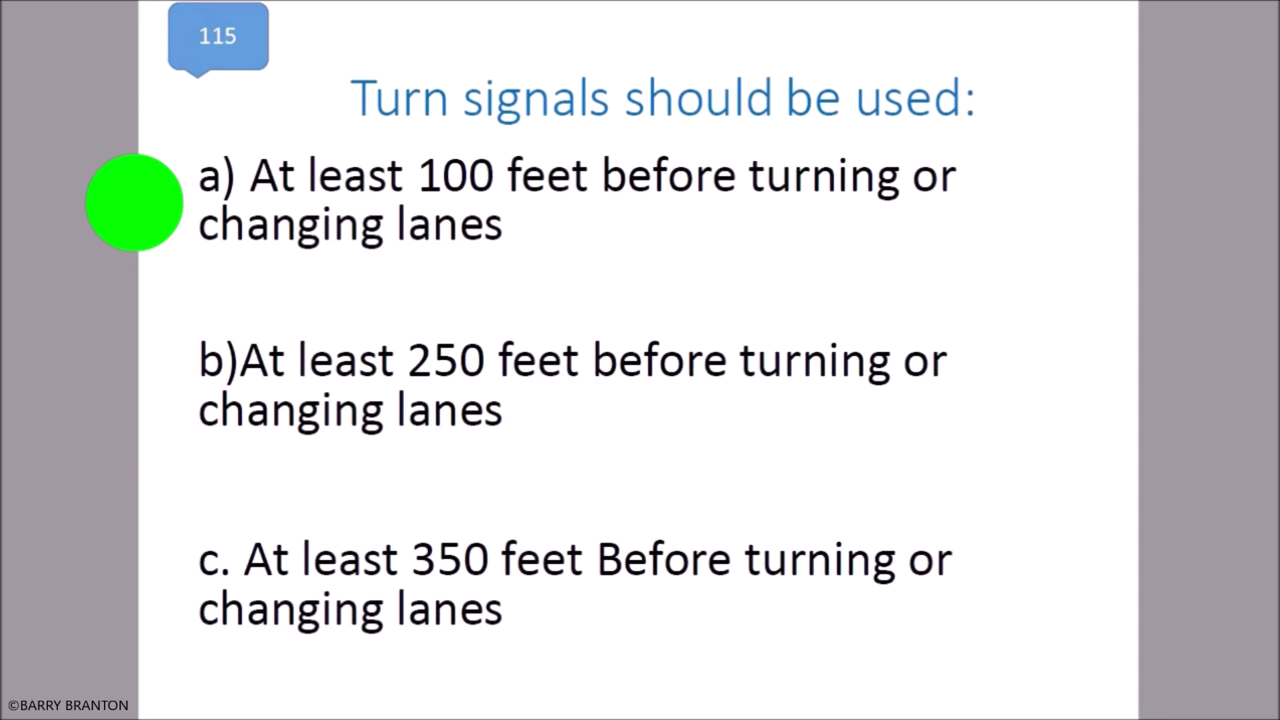 115
Turn signals should be used:
a) At least 100 feet before turning or
changing lanes
b)At least 250 feet before turning or
changing lanes
c. At least 350 feet Before turning or
changing lanes
©BARRY BRANTON